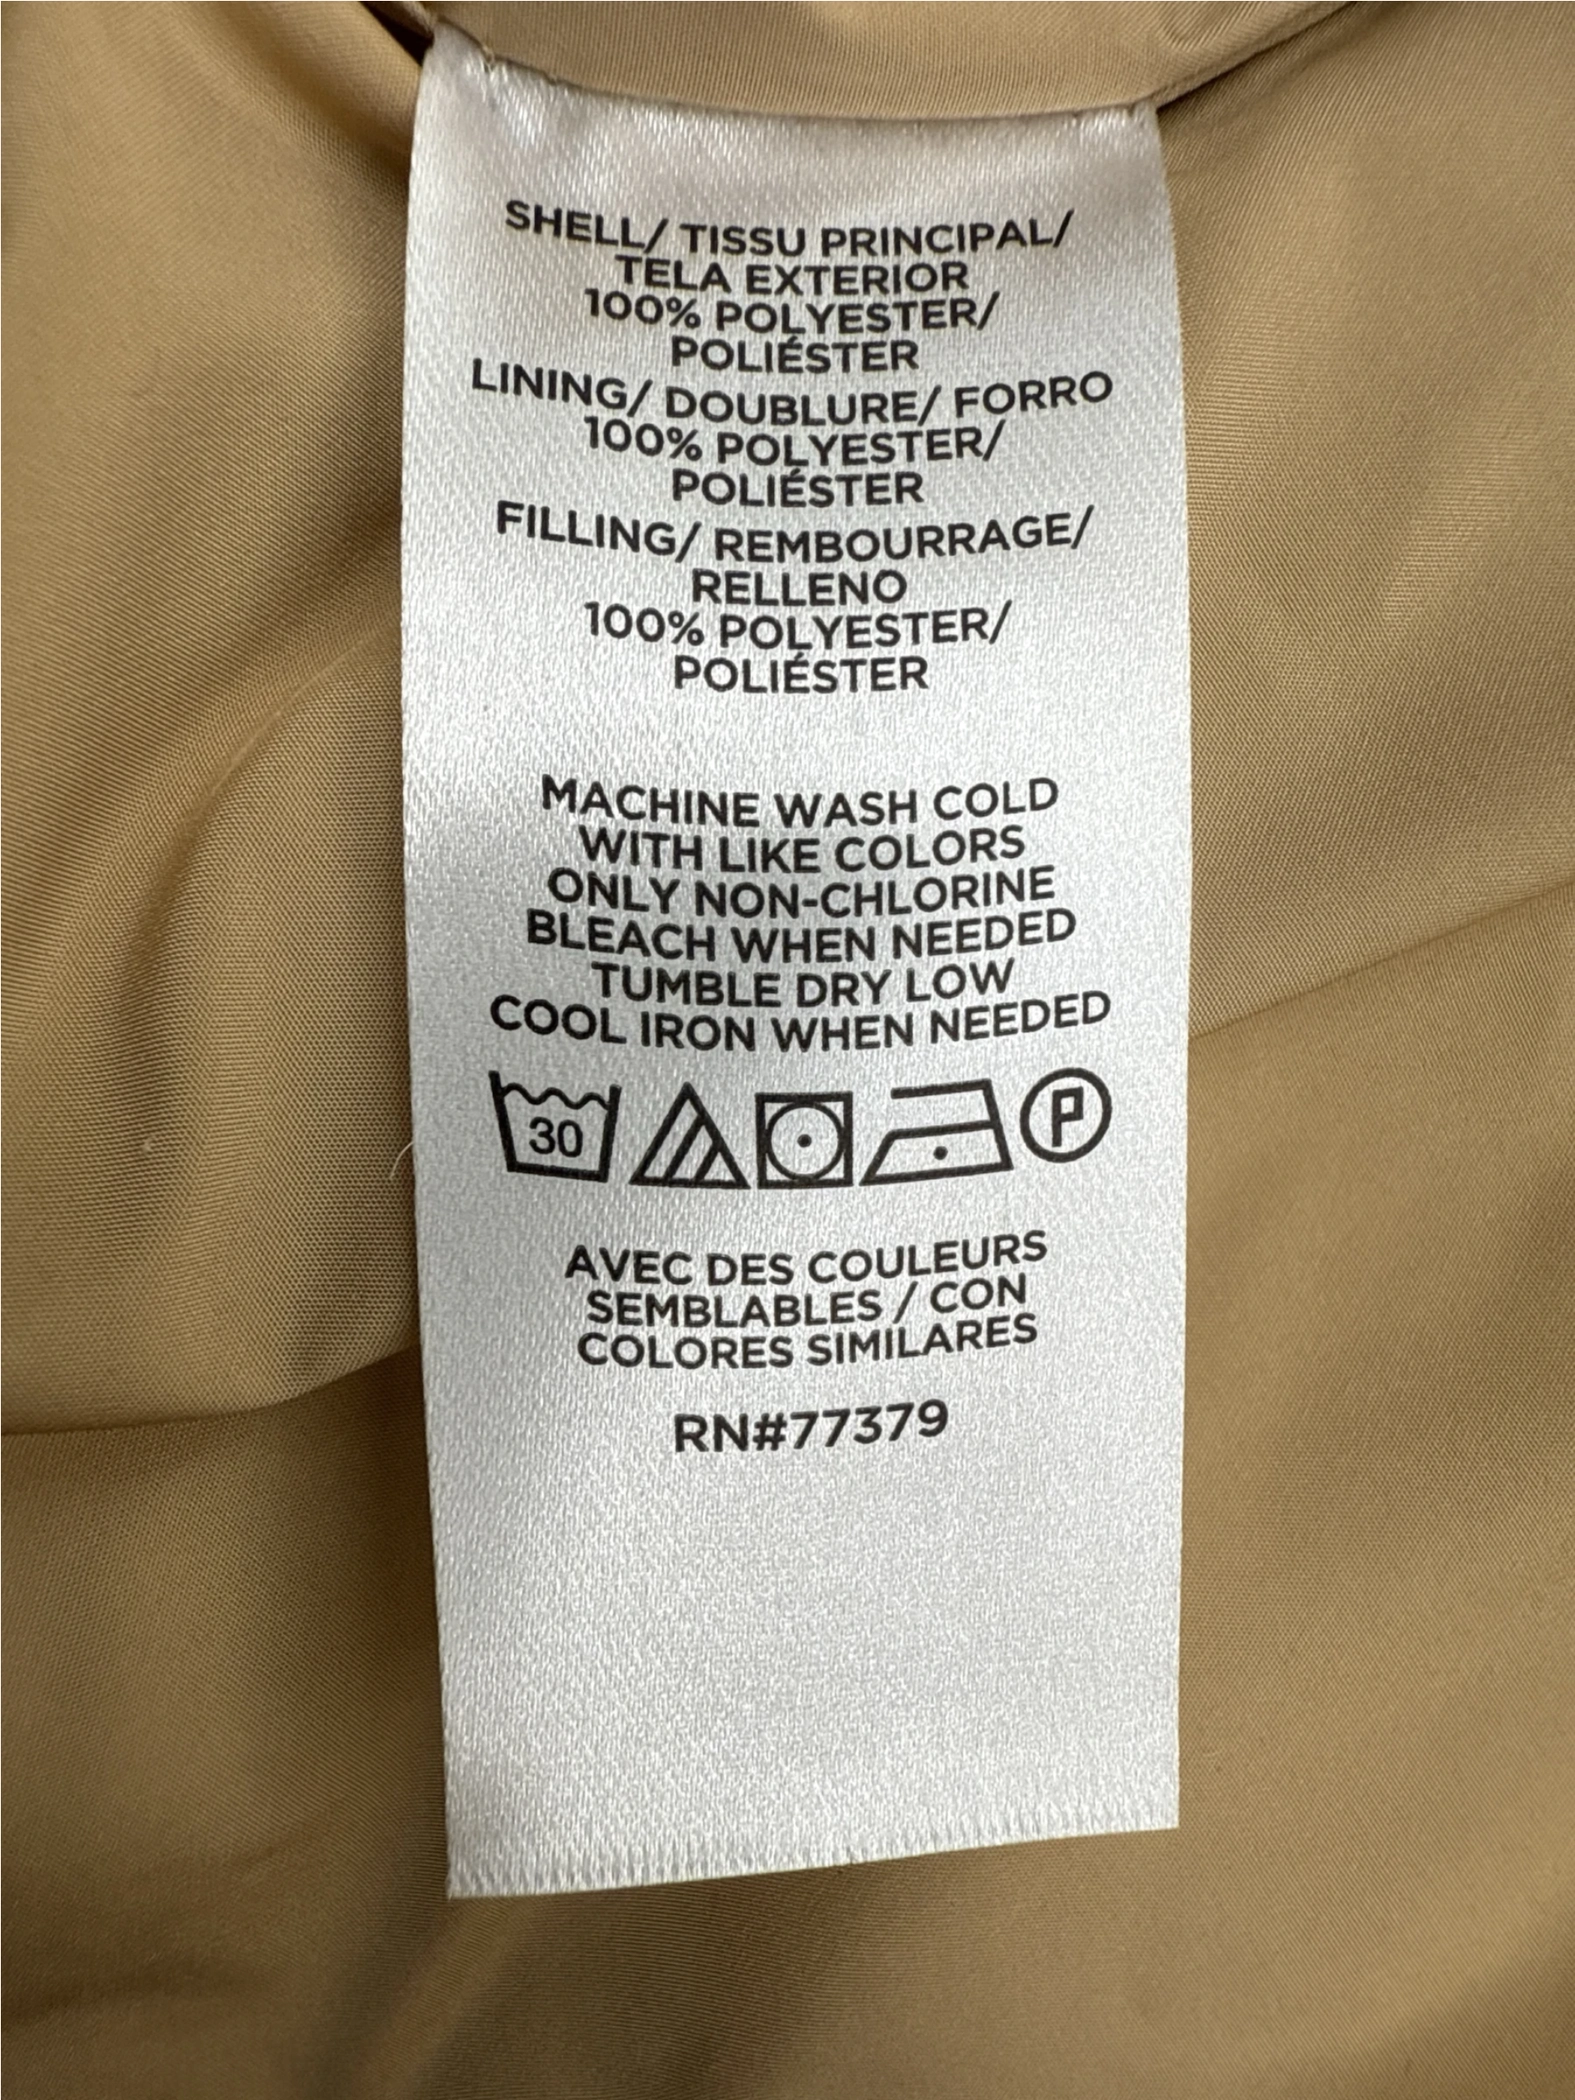 SHELL/ TISSU PRINCIPAL/
TELA EXTERIOR
100% POLYESTER/
POLIÉSTER
LINING/ DOUBLURE/ FORRO
100% POLYESTER/
POLIÉSTER
FILLING/ REMBOURRAGE/
RELLENO
100% POLYESTER/
POLIÉSTER
MACHINE WASH COLD
WITH LIKE COLORS
ONLY NON-CHLORINE
BLEACH WHEN NEEDED
TUMBLE DRY LOW
COOL IRON WHEN NEEDED
30 P
AVEC DES COULEURS
SEMBLABLES / CON
COLORES SIMILARES
RN#77379